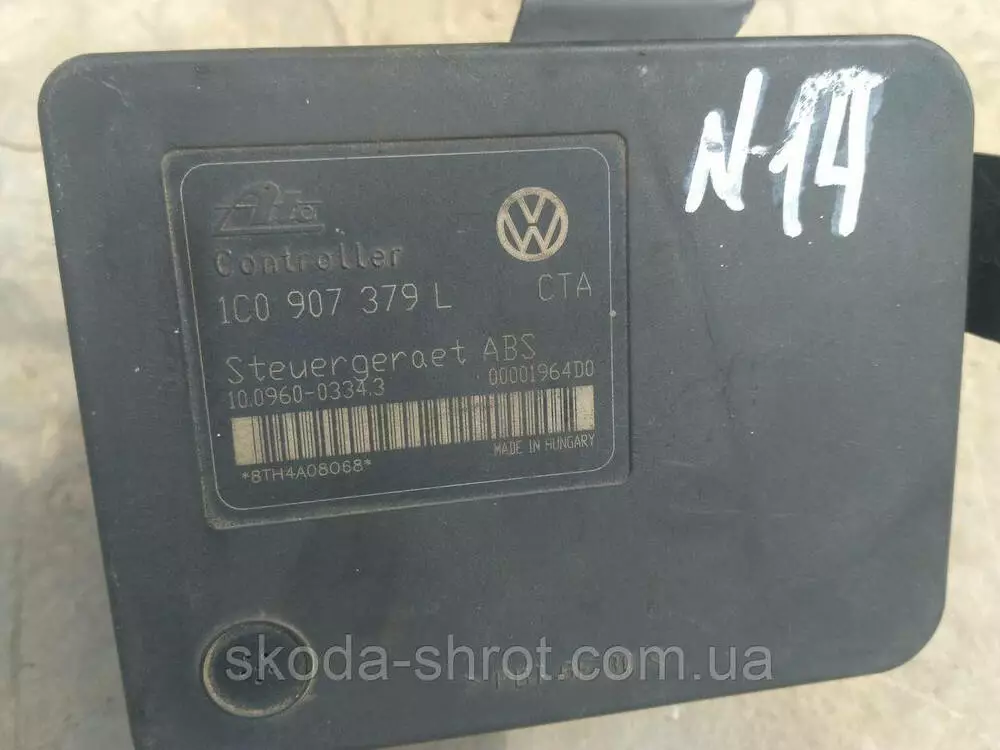 N-14
Controller
1C0 907 379 L
CTA
Steuergeraet ABS
10.0960-0334.3
00001964D0
MADE IN HUNGARY
*8TH4A08068*
skoda-shrot.com.ua